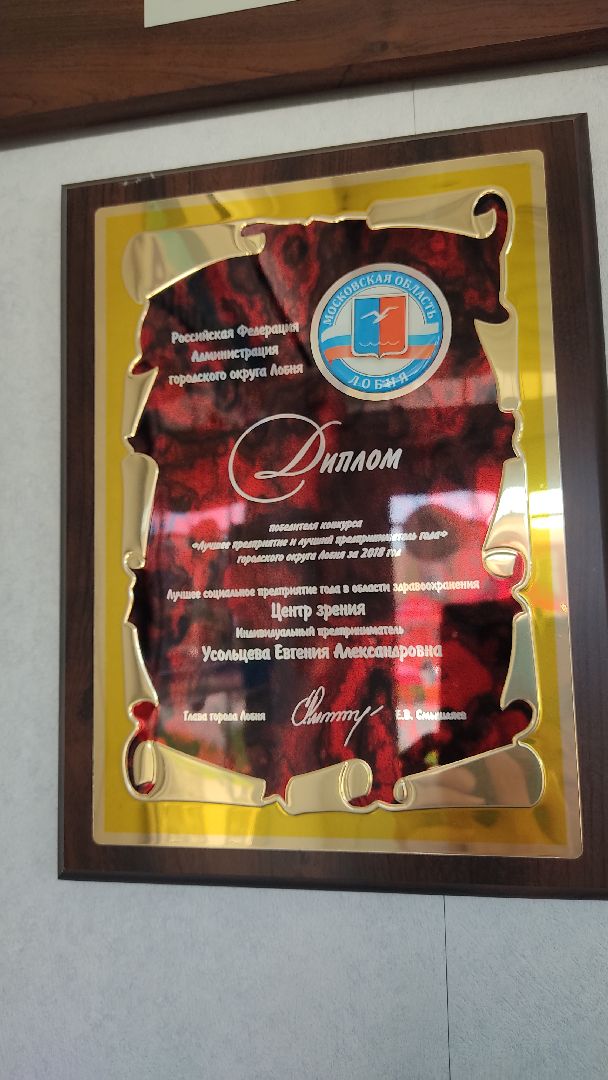 Российская Федерация
Администрация
городского округа Лобня
МОСКОВСКАЯ ОБЛАСТЬ
ЛОБНЯ
Диплом
победителя конкурса
«Лучшее предприятие и лучший предприниматель года»
городского округа Лобня за 2018 год
Лучшее социальное предприятие года в области здравоохранения
Центр зрения
Индивидуальный предприниматель
Усольцева Евгения Александровна
Глава города Лобня
Е.В. Смышляев